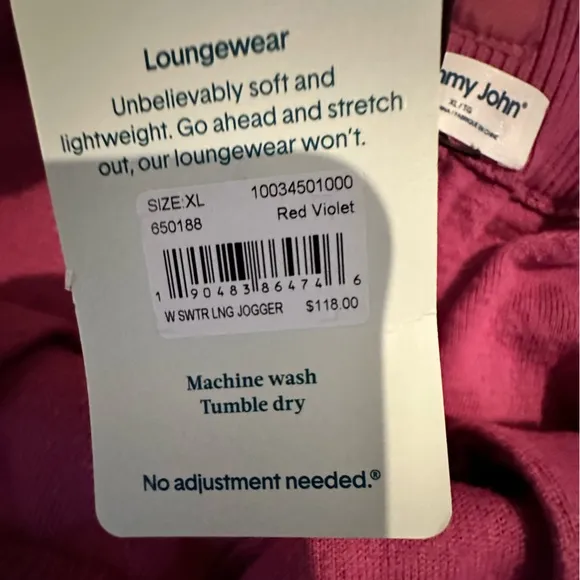 Loungewear
Unbelievably soft and
lightweight. Go ahead and stretch
out, our loungewear won't.
SIZE:XL 10034501000
650188 Red Violet
1 90483 86474 6
W SWTR LNG JOGGER $118.00
Machine wash
Tumble dry
No adjustment needed.®
mmy John®
XL/TG